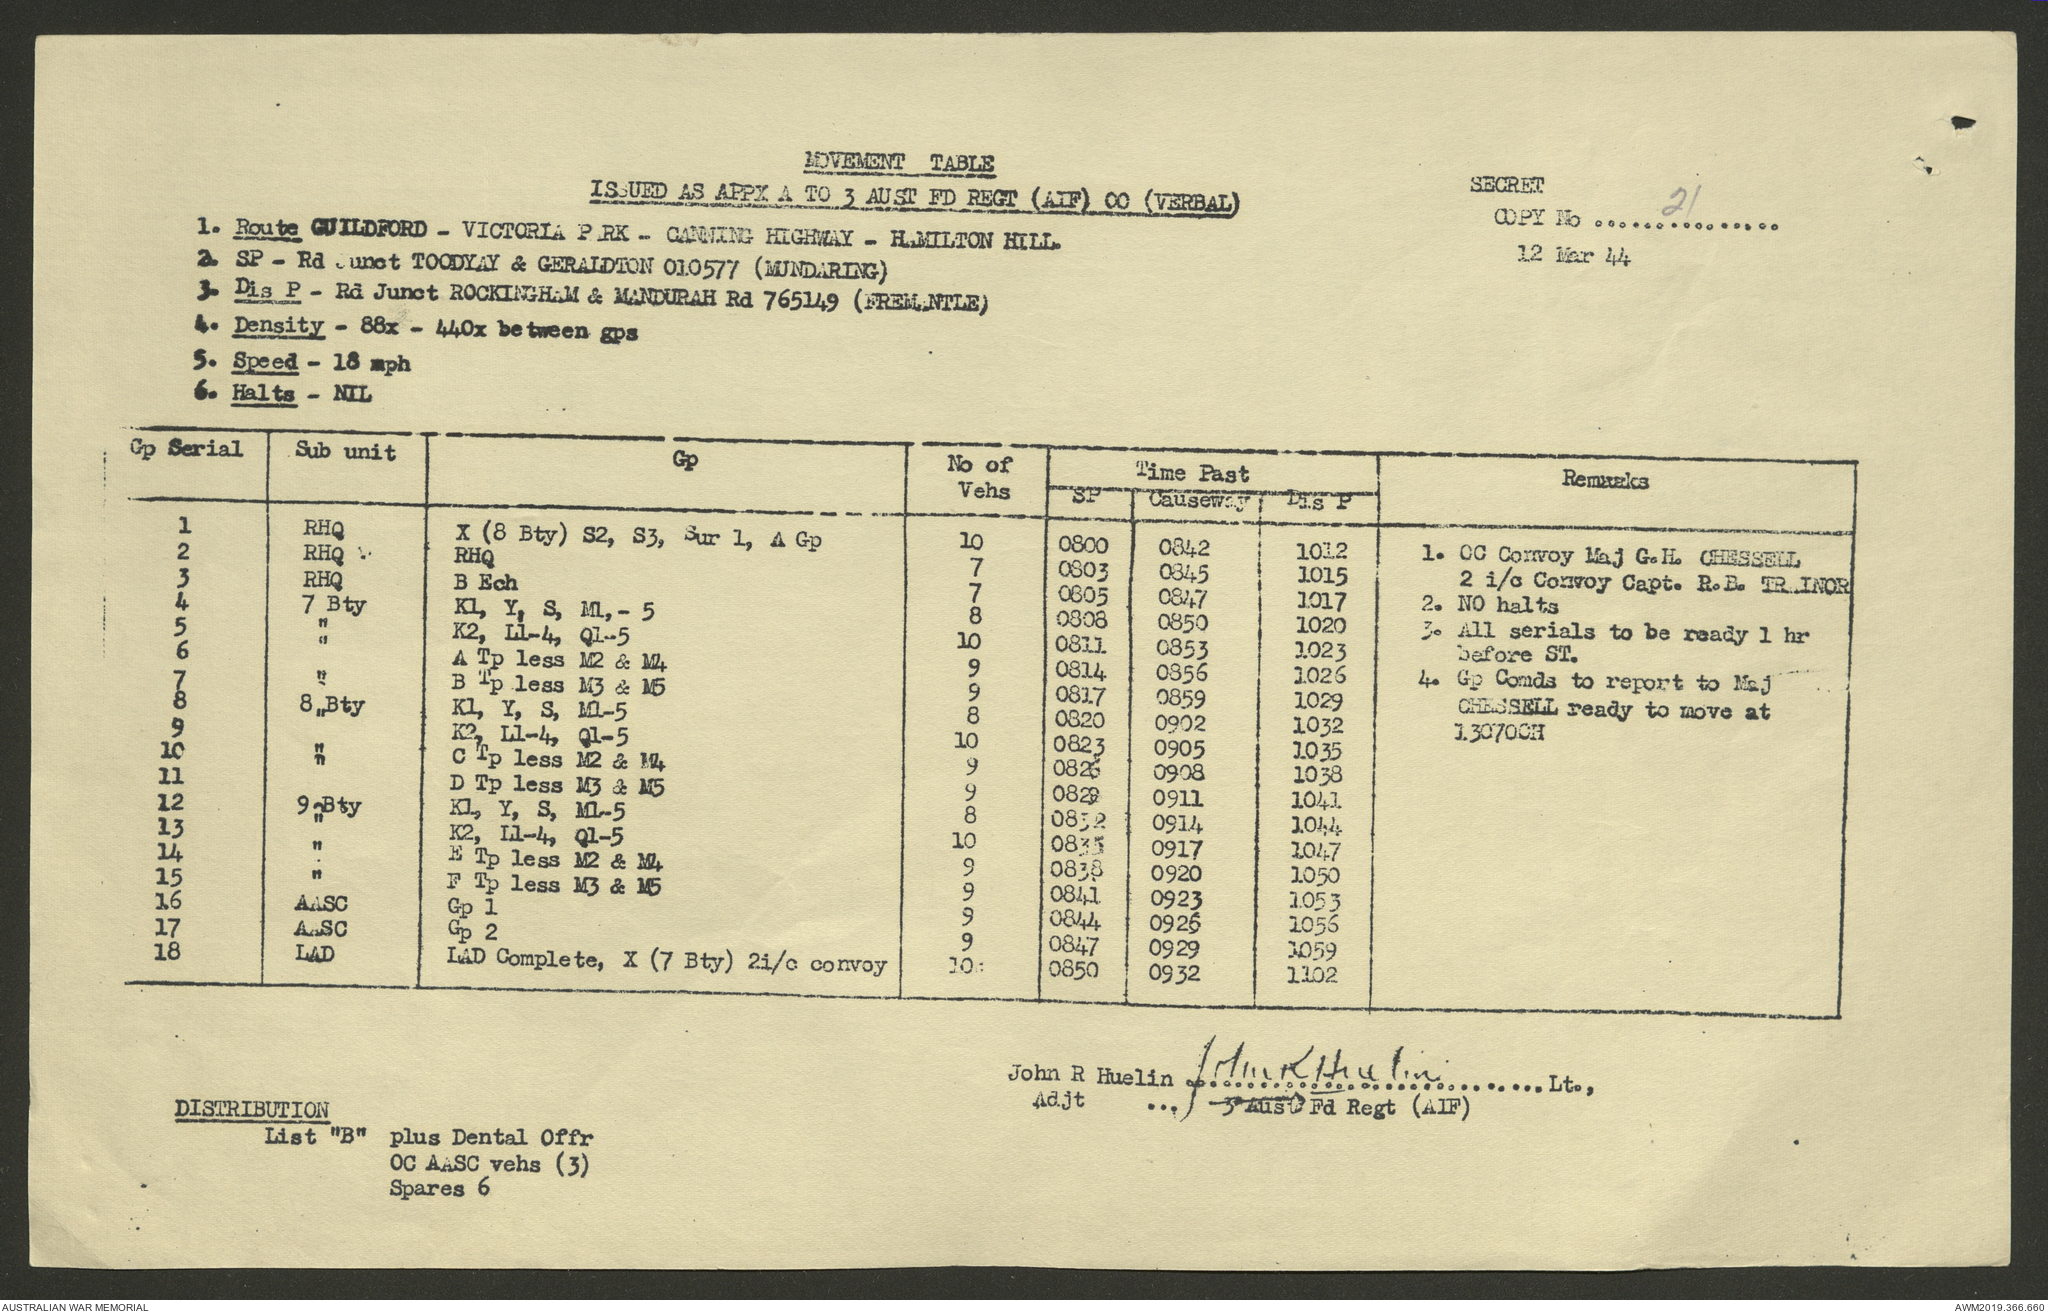 MOVEMENT TABLE
ISSUED AS APPX A TO 3 AUST FD REGT (AIF) OO (VERBAL)
SECRET
COPY No ............... 21
12 Mar 44
1. Route GUILDFORD - VICTORIA PARK - CANNING HIGHWAY - HAMILTON HILL.
2. SP - Rd Junct TOODYAY & GERALDTON 010577 (MUNDARING)
3. Dis P - Rd Junct ROCKINGHAM & MANDURAH Rd 765149 (FREMANTLE)
4. Density - 88x - 440x between gps
5. Speed - 18 mph
6. Halts - NIL
Gp Serial Sub unit Gp No of Vehs Time Past Remarks
SP Causeway Dis P
1 RHQ X (8 Bty) S2, S3, Sur 1, A Gp 10 0800 0842 1012
2 RHQ RHQ 7 0803 0845 1015
3 RHQ B Ech 7 0805 0847 1017
4 7 Bty K1, Y, S, M1,- 5 8 0808 0850 1020
5 " K2, L1-4, Q1-5 10 0811 0853 1023
6 " A Tp less M2 & M4 9 0814 0856 1026
7 " B Tp less M3 & M5 9 0817 0859 1029
8 8 Bty K1, Y, S, M1-5 8 0820 0902 1032
9 " K2, L1-4, Q1-5 10 0823 0905 1035
10 " C Tp less M2 & M4 9 0826 0908 1038
11 " D Tp less M3 & M5 9 0829 0911 1041
12 9 Bty K1, Y, S, M1-5 8 0832 0914 1044
13 " K2, L1-4, Q1-5 10 0835 0917 1047
14 " E Tp less M2 & M4 9 0838 0920 1050
15 " F Tp less M3 & M5 9 0841 0923 1053
16 AASC Gp 1 9 0844 0926 1056
17 AASC Gp 2 9 0847 0929 1059
18 LAD LAD Complete, X (7 Bty) 2i/c convoy 10 0850 0932 1102
1. OC Convoy Maj G.H. CHESSELL
2 i/c Convoy Capt. R.B. TRAINOR
2. NO halts
3. All serials to be ready 1 hr
before ST.
4. Gp Comds to report to Maj
CHESSELL ready to move at
130700H
John R Huelin John R Huelin Lt.,
Adjt ... 3 Aust Fd Regt (AIF)
DISTRIBUTION
List "B" plus Dental Offr
OC AASC vehs (3)
Spares 6
AUSTRALIAN WAR MEMORIAL
AWM2019.366.660